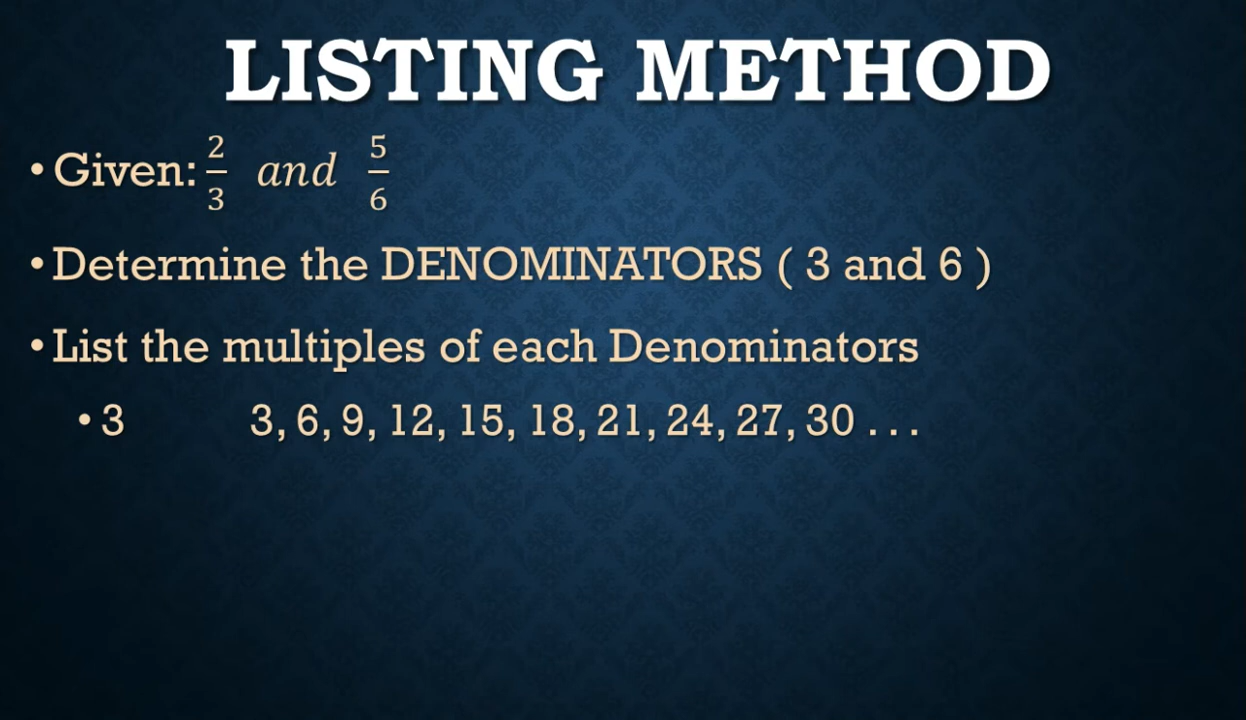 LISTING METHOD
• Given: 2/3 and 5/6
• Determine the DENOMINATORS ( 3 and 6 )
• List the multiples of each Denominators
• 3 3, 6, 9, 12, 15, 18, 21, 24, 27, 30 . . .